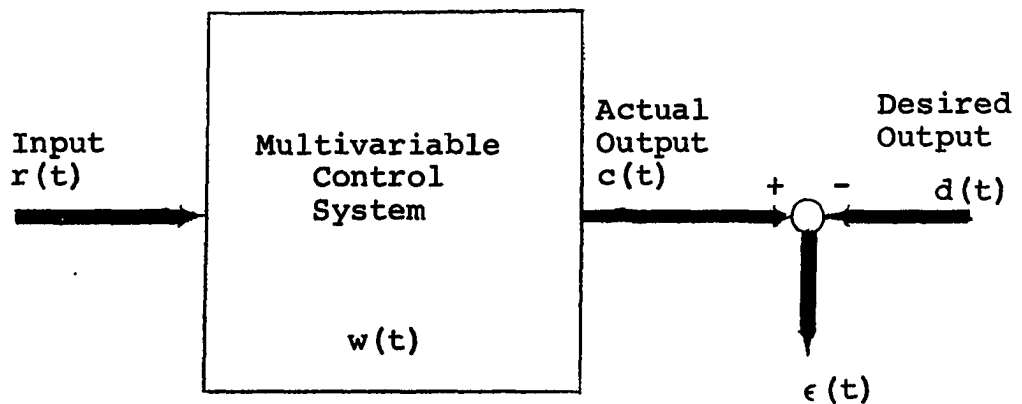 Input
r(t)
Multivariable
Control
System
w(t)
Actual
Output
c(t)
+ -
Desired
Output
d(t)
ϵ(t)